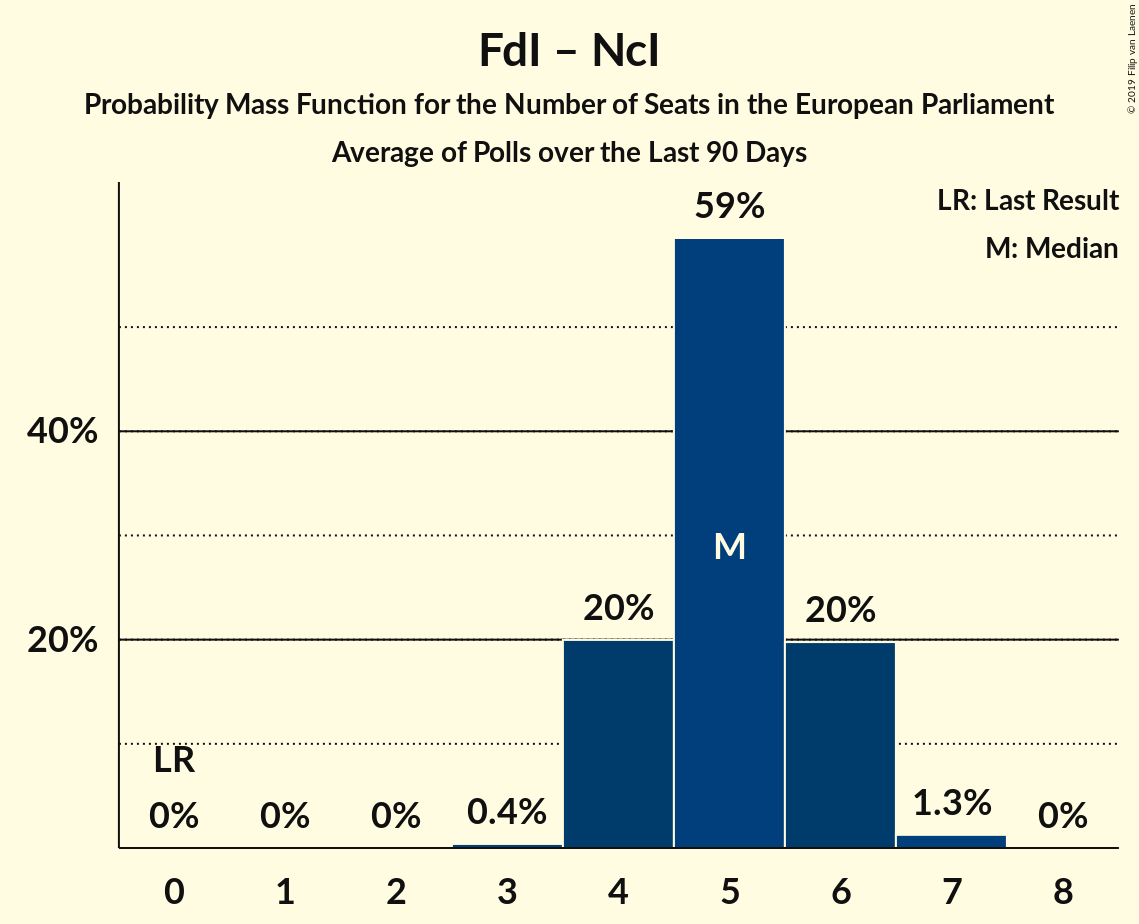 FdI – NcI
Probability Mass Function for the Number of Seats in the European Parliament
Average of Polls over the Last 90 Days
© 2019 Filip van Laenen
LR: Last Result
M: Median
59%
40%
M
20%
20%
20%
LR
0%
0%
0%
0.4%
1.3%
0%
0 1 2 3 4 5 6 7 8